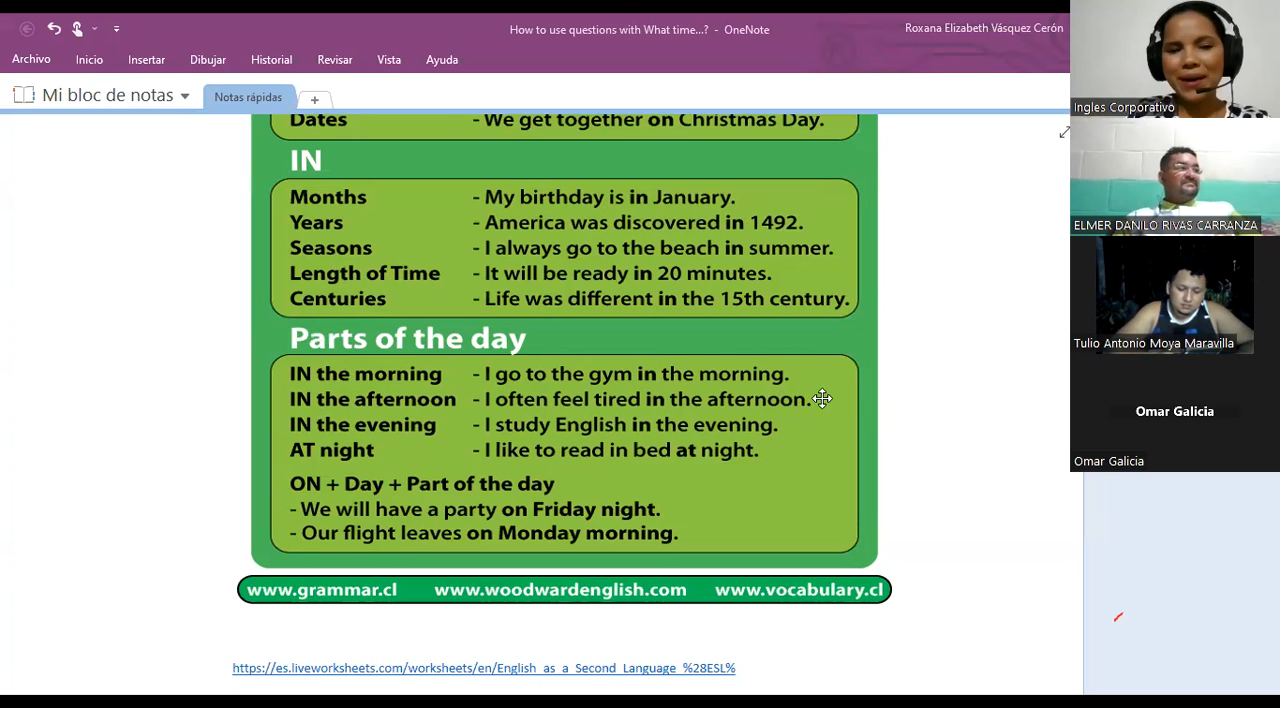 How to use questions with What time...? - OneNote
Roxana Elizabeth Vásquez Cerón
Archivo Inicio Insertar Dibujar Historial Revisar Vista Ayuda
Mi bloc de notas
Notas rápidas
Dates - We get together on Christmas Day.
IN
Months - My birthday is in January.
Years - America was discovered in 1492.
Seasons - I always go to the beach in summer.
Length of Time - It will be ready in 20 minutes.
Centuries - Life was different in the 15th century.
Parts of the day
IN the morning - I go to the gym in the morning.
IN the afternoon - I often feel tired in the afternoon.
IN the evening - I study English in the evening.
AT night - I like to read in bed at night.
ON + Day + Part of the day
- We will have a party on Friday night.
- Our flight leaves on Monday morning.
www.grammar.cl www.woodwardenglish.com www.vocabulary.cl
https://es.liveworksheets.com/worksheets/en/English_as_a_Second_Language_%28ESL%
Ingles Corporativo
ELMER DANILO RIVAS CARRANZA
Tulio Antonio Moya Maravilla
Omar Galicia
Omar Galicia